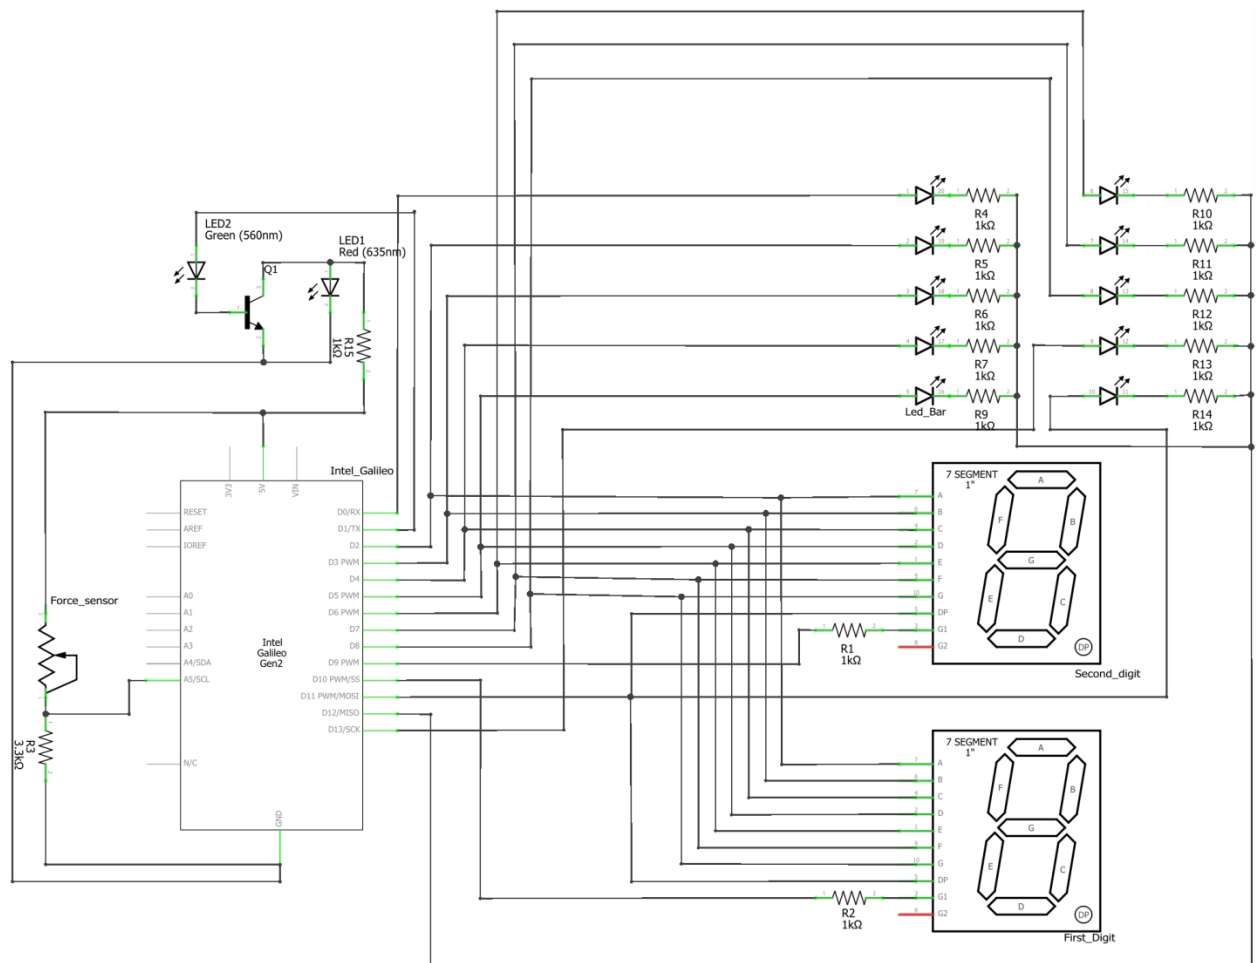 LED2
Green (560nm)
LED1
Red (635nm)
Q1
R15
1kΩ
R4
1kΩ
R5
1kΩ
R6
1kΩ
R7
1kΩ
Led_Bar
R9
1kΩ
R10
1kΩ
R11
1kΩ
R12
1kΩ
R13
1kΩ
R14
1kΩ
Intel_Galileo
3V3
5V
VIN
RESET
AREF
IOREF
A0
A1
A2
A3
A4/SDA
A5/SCL
N/C
GND
Intel
Galileo
Gen2
D0/RX
D1/TX
D2
D3 PWM
D4
D5 PWM
D6 PWM
D7
D8
D9 PWM
D10 PWM/SS
D11 PWM/MOSI
D12/MISO
D13/SCK
Force_sensor
R3
3.3kΩ
7 SEGMENT
1"
A
B
C
D
E
F
G
DP
G1
G2
A
F
B
G
E
C
D
DP
Second_digit
R1
1kΩ
7 SEGMENT
1"
A
B
C
D
E
F
G
DP
G1
G2
A
F
B
G
E
C
D
DP
First_Digit
R2
1kΩ